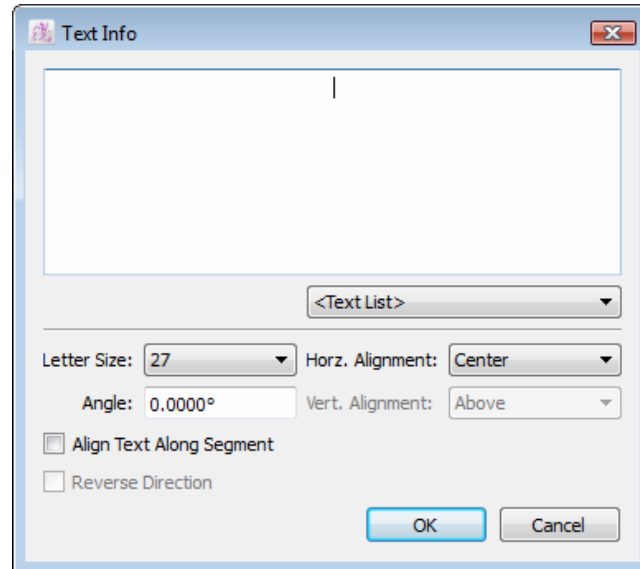 Text Info
<Text List>
Letter Size: 27 Horz. Alignment: Center
Angle: 0.0000° Vert. Alignment: Above
Align Text Along Segment
Reverse Direction
OK Cancel